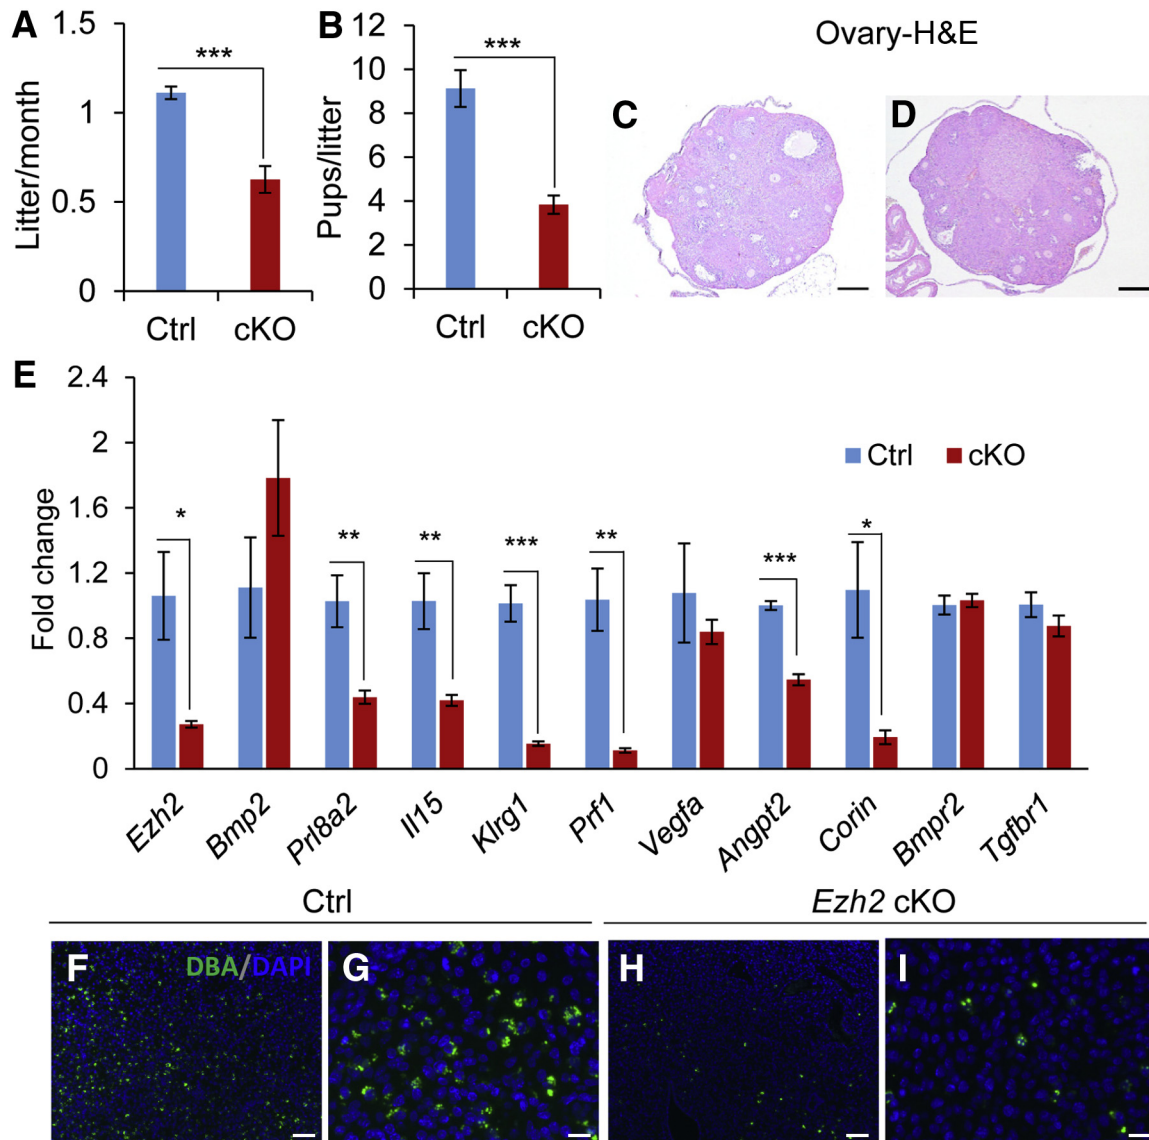 A
1.5
1
0.5
0
Litter/month
***
Ctrl
cKO
B
12
10
8
6
4
2
0
Pups/litter
***
Ctrl
cKO
Ovary-H&E
C
D
E
2.4
2
1.6
1.2
0.8
0.4
0
Fold change
Ctrl
cKO
*
**
**
***
**
***
*
Ezh2
Bmp2
Prl8a2
Il15
Klrg1
Prf1
Vegfa
Angpt2
Corin
Bmpr2
Tgfbr1
Ctrl
Ezh2 cKO
F
DBA/DAPI
G
H
I